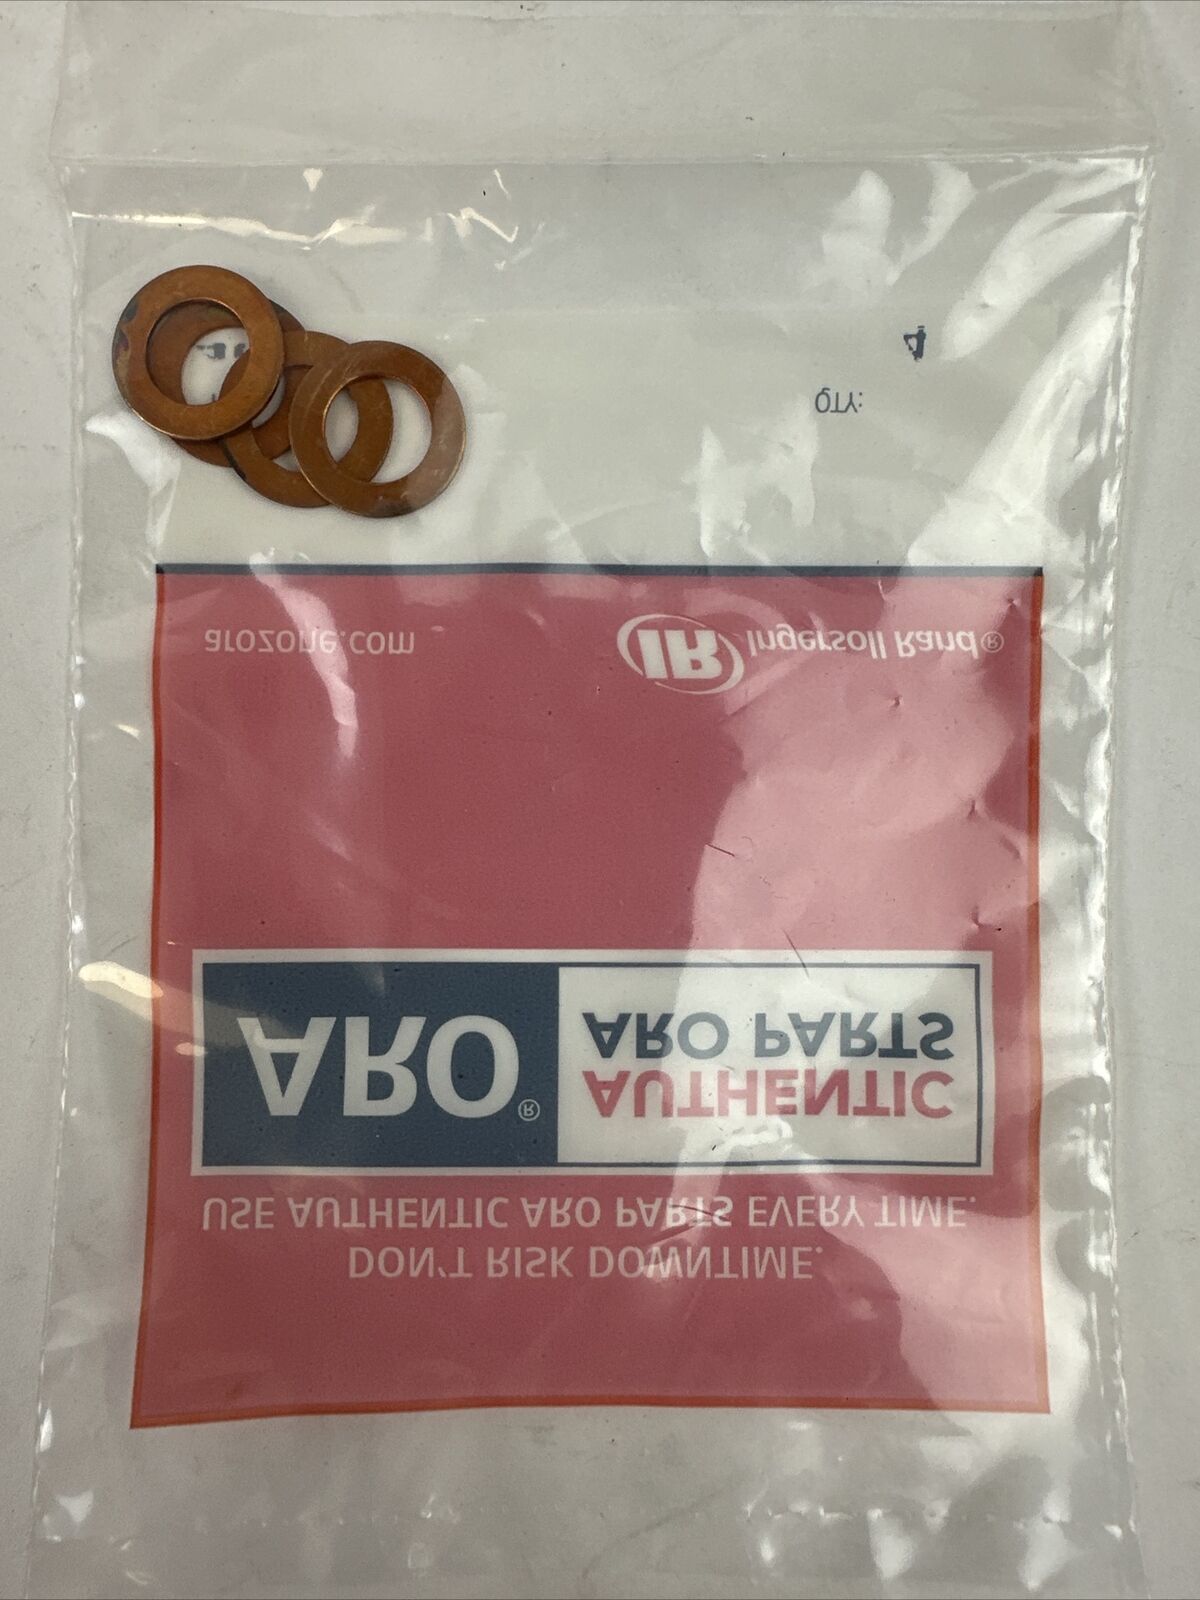 DON'T RISK DOWNTIME.
USE AUTHENTIC ARO PARTS EVERY TIME.
ARO®
AUTHENTIC
ARO PARTS
arozone.com
IR Ingersoll Rand®
QTY:
4